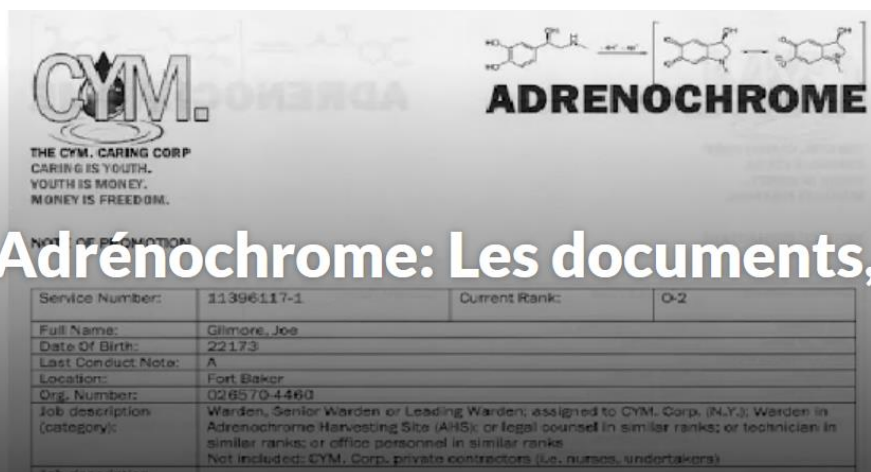 CYM.
ADRENOCHROME
THE CYM. CARING CORP
CARING IS YOUTH.
YOUTH IS MONEY.
MONEY IS FREEDOM.
NOTE OF PROMOTION
Adrénochrome: Les documents,
Service Number: 11396117-1 Current Rank: O-2
Full Name: Gilmore, Joe
Date Of Birth: 22173
Last Conduct Note: A
Location: Fort Baker
Org. Number: 026570-4460
Job description Warden, Senior Warden or Leading Warden; assigned to CYM. Corp. (N.Y.); Warden in
(category): Adrenochrome Harvesting Site (AHS); or legal counsel in similar ranks; or technician in
similar ranks; or office personnel in similar ranks
Not included: CYM. Corp. private contractors (i.e. nurses, undertakers)